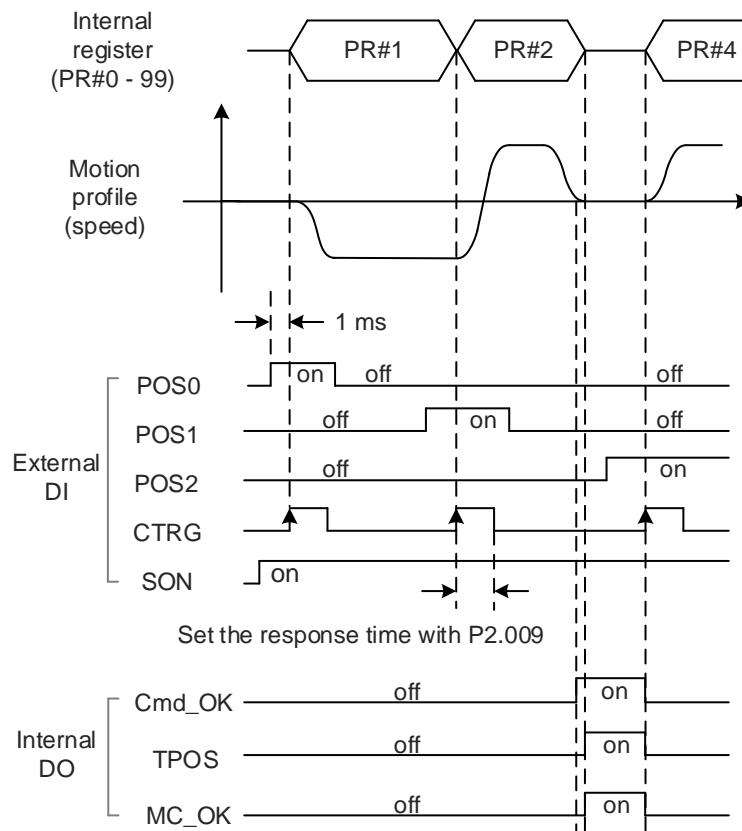 Internal
register
(PR#0 - 99)
PR#1
PR#2
PR#4
Motion
profile
(speed)
1 ms
External
DI
POS0
on
off
off
POS1
off
on
off
POS2
off
on
CTRG
SON
on
Set the response time with P2.009
Internal
DO
Cmd_OK
off
on
TPOS
off
on
MC_OK
off
on